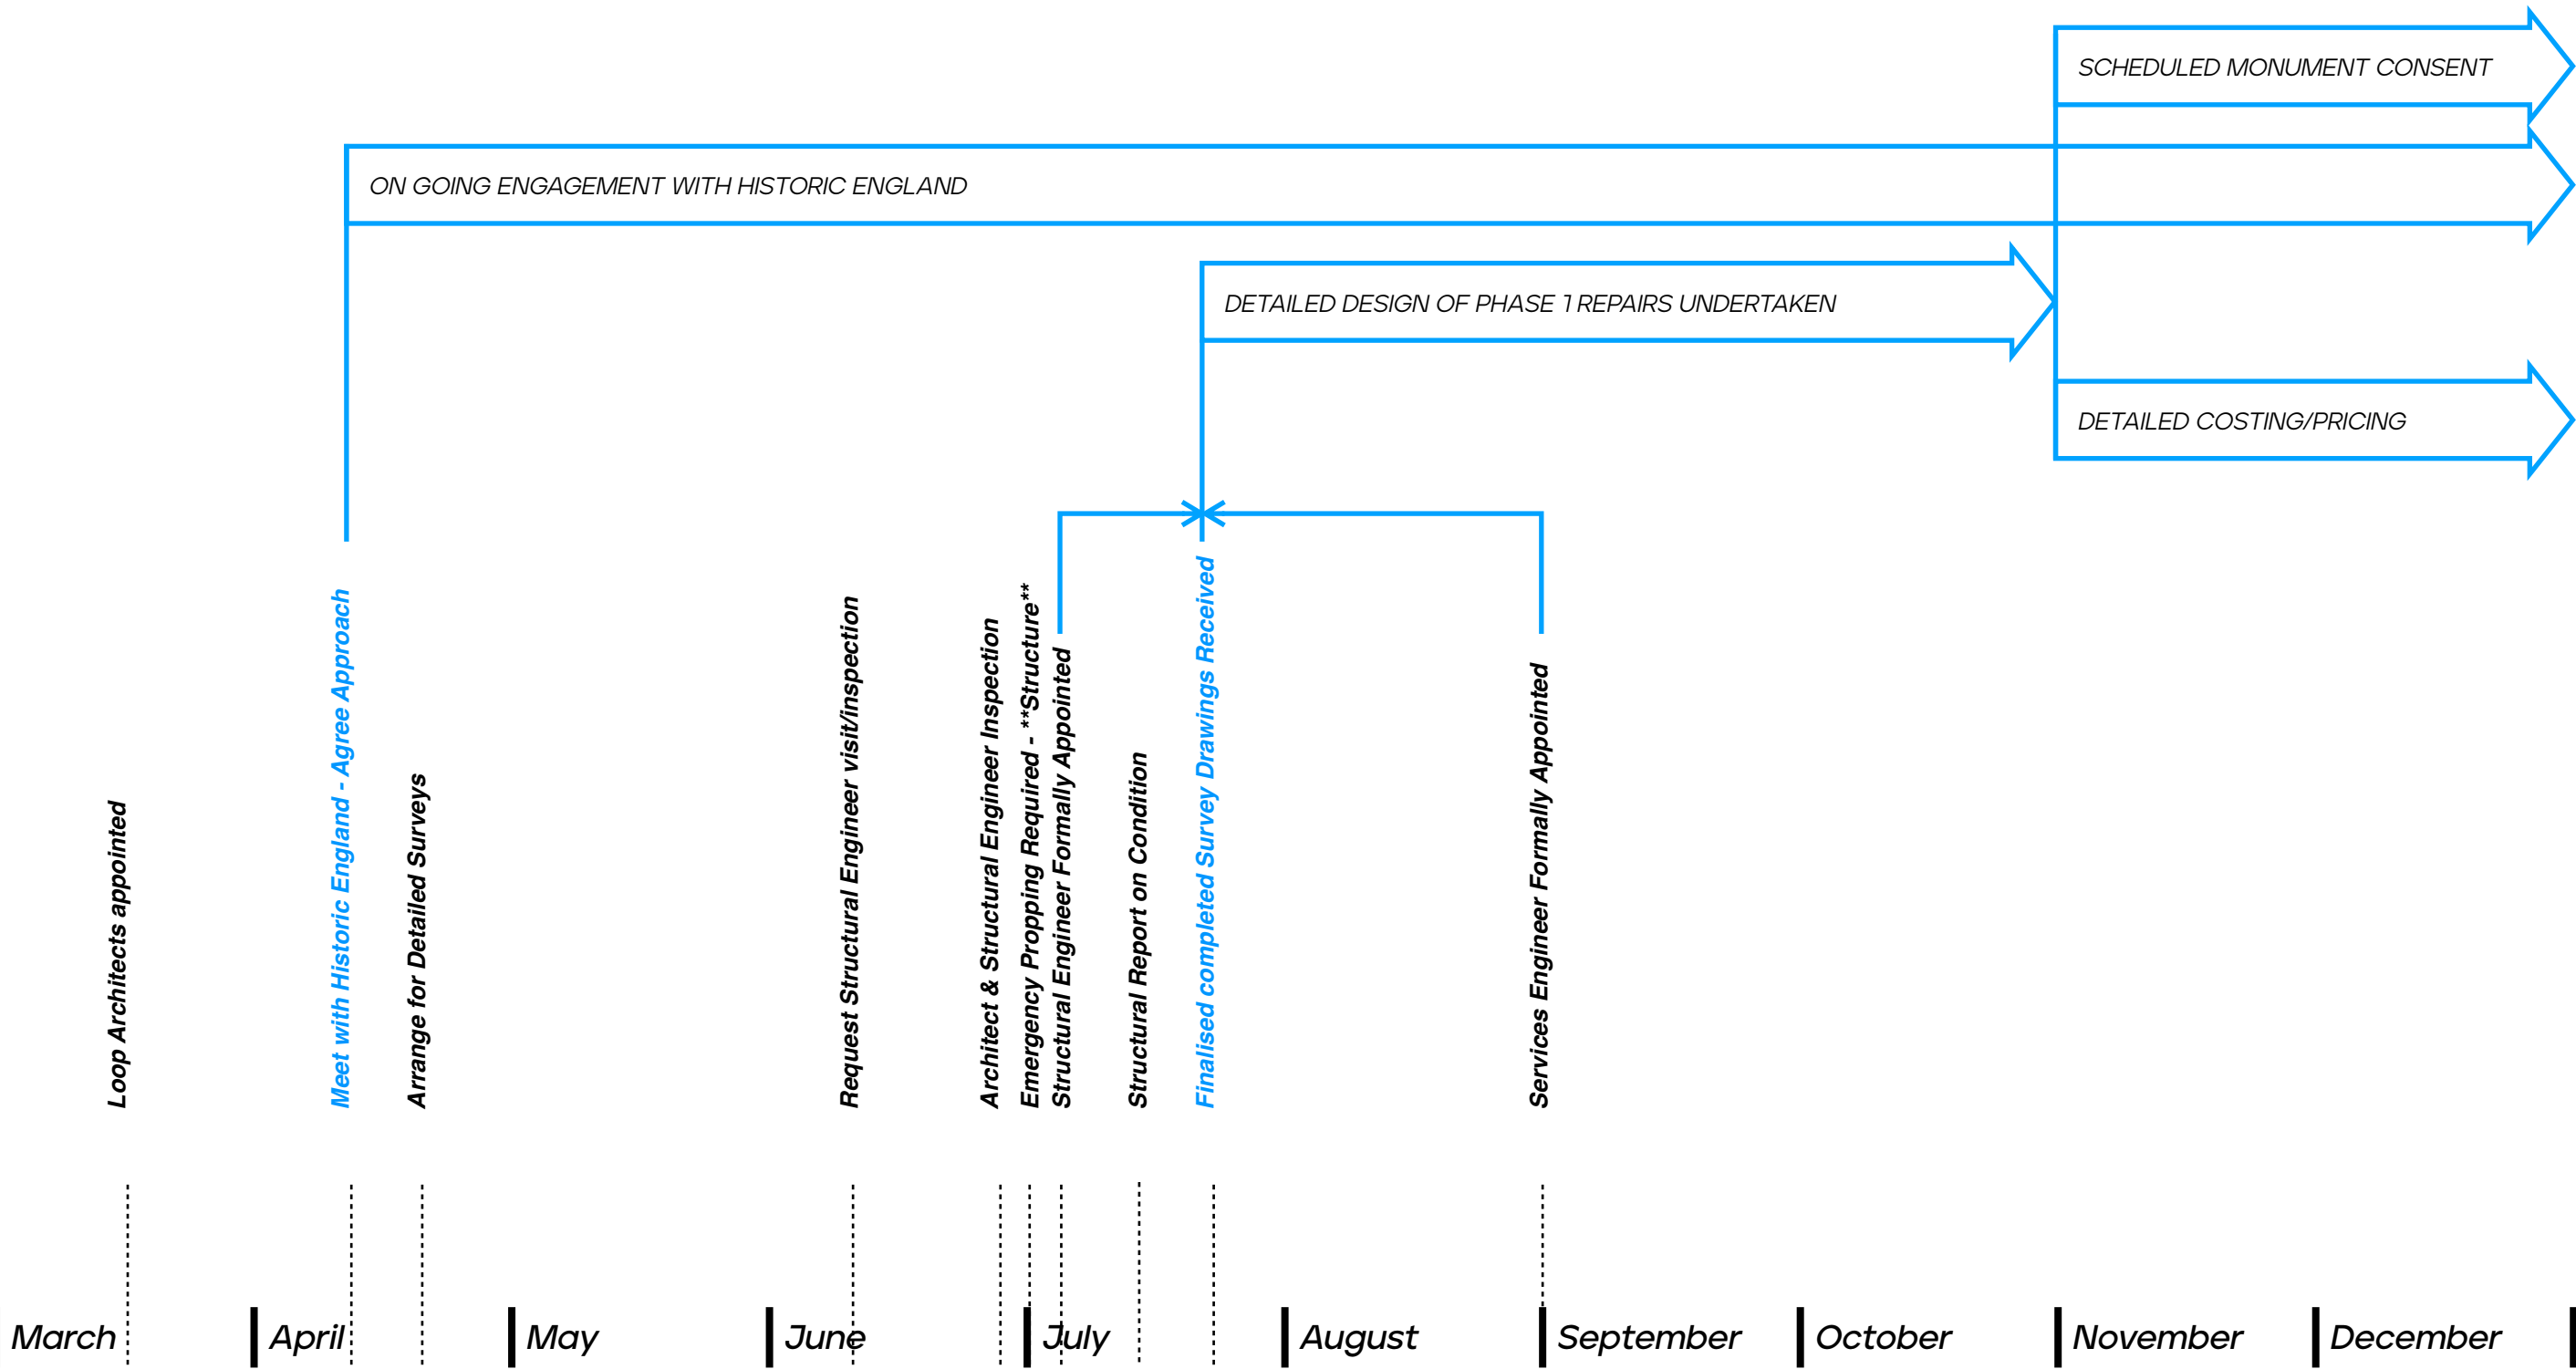 SCHEDULED MONUMENT CONSENT
ON GOING ENGAGEMENT WITH HISTORIC ENGLAND
DETAILED DESIGN OF PHASE 1 REPAIRS UNDERTAKEN
DETAILED COSTING/PRICING
Loop Architects appointed
Meet with Historic England - Agree Approach
Arrange for Detailed Surveys
Request Structural Engineer visit/inspection
Architect & Structural Engineer Inspection
Emergency Propping Required - **Structure**
Structural Engineer Formally Appointed
Structural Report on Condition
Finalised completed Survey Drawings Received
Services Engineer Formally Appointed
March
April
May
June
July
August
September
October
November
December